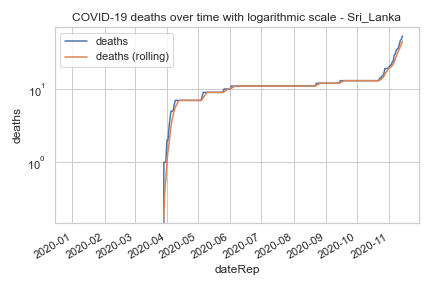 COVID-19 deaths over time with logarithmic scale - Sri_Lanka
deaths
deaths (rolling)
10¹
10⁰
deaths
2020-01
2020-02
2020-03
2020-04
2020-05
2020-06
2020-07
2020-08
2020-09
2020-10
2020-11
dateRep